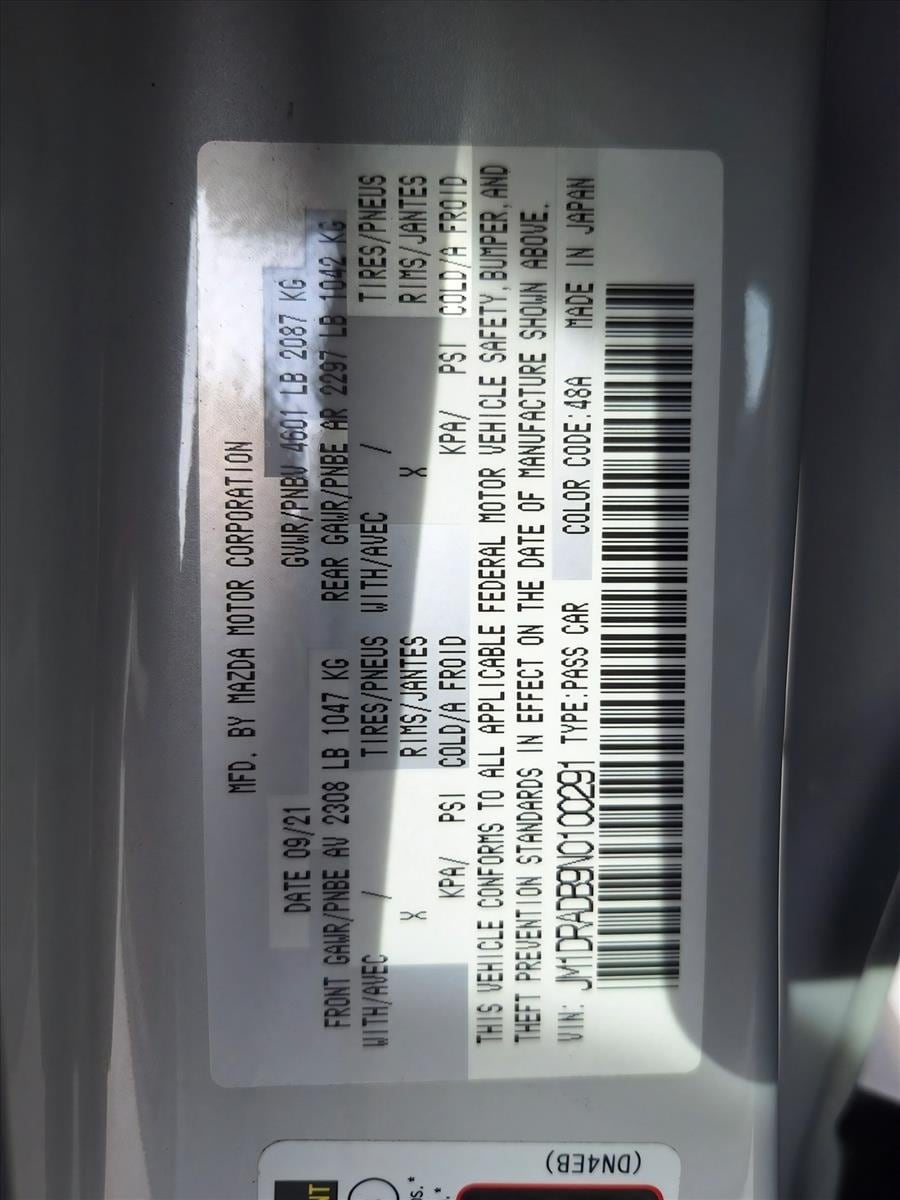 MFD. BY MAZDA MOTOR CORPORATION
DATE 09/21 GVWR/PNBV 4601 LB 2087 KG
FRONT GAWR/PNBE AV 2308 LB 1047 KG REAR GAWR/PNBE AR 2297 LB 1042 KG
WITH/AVEC / TIRES/PNEUS WITH/AVEC / TIRES/PNEUS
X RIMS/JANTES X RIMS/JANTES
KPA/ PSI COLD/A FROID KPA/ PSI COLD/A FROID
THIS VEHICLE CONFORMS TO ALL APPLICABLE FEDERAL MOTOR VEHICLE SAFETY, BUMPER, AND
THEFT PREVENTION STANDARDS IN EFFECT ON THE DATE OF MANUFACTURE SHOWN ABOVE.
VIN: JM1DRADB9N0100291 TYPE:PASS CAR COLOR CODE:48A MADE IN JAPAN
(DN4EB)